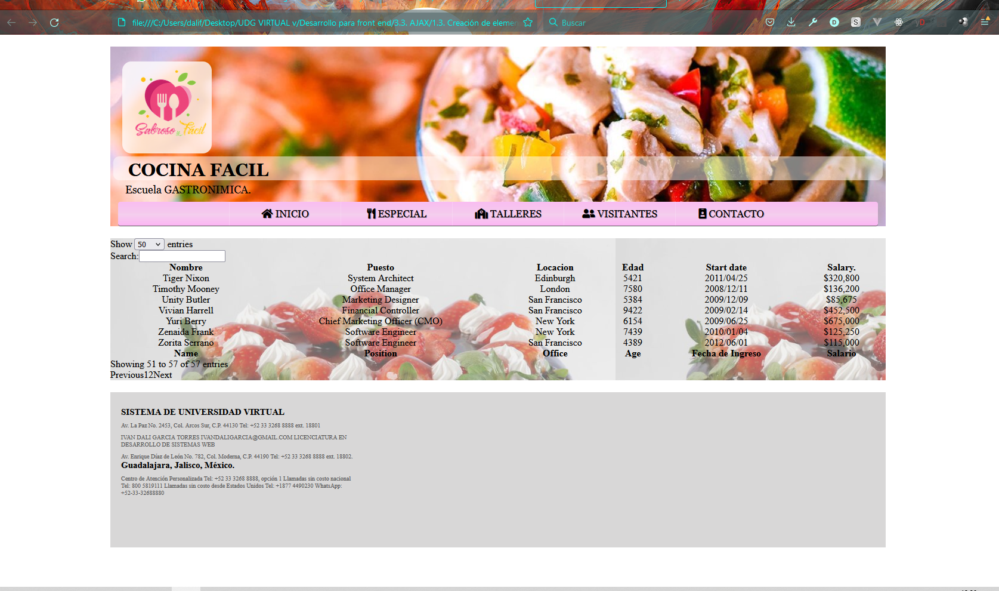 file:///C:/Users/dalif/Desktop/UDG VIRTUAL v/Desarrollo para front end/3.3. AJAX/1.3. Creación de elemen
Buscar
Sabroso y Fácil
COCINA FACIL
Escuela GASTRONIMICA.
INICIO ESPECIAL TALLERES VISITANTES CONTACTO
Show 50 entries
Search:
Nombre Puesto Locacion Edad Start date Salary.
Tiger Nixon System Architect Edinburgh 5421 2011/04/25 $320,800
Timothy Mooney Office Manager London 7580 2008/12/11 $136,200
Unity Butler Marketing Designer San Francisco 5384 2009/12/09 $85,675
Vivian Harrell Financial Controller San Francisco 9422 2009/02/14 $452,500
Yuri Berry Chief Marketing Officer (CMO) New York 6154 2009/06/25 $675,000
Zenaida Frank Software Engineer New York 7439 2010/01/04 $125,250
Zorita Serrano Software Engineer San Francisco 4389 2012/06/01 $115,000
Name Position Office Age Fecha de Ingreso Salario
Showing 51 to 57 of 57 entries
Previous12Next
SISTEMA DE UNIVERSIDAD VIRTUAL
Av. La Paz No. 2453, Col. Arcos Sur, C.P. 44130 Tel: +52 33 3268 8888 ext. 18801
IVAN DALI GARCIA TORRES IVANDALIGARCIA@GMAIL.COM LICENCIATURA EN
DESARROLLO DE SISTEMAS WEB
Av. Enrique Díaz de León No. 782, Col. Moderna, C.P. 44190 Tel: +52 33 3268 8888 ext. 18802.
Guadalajara, Jalisco, México.
Centro de Atención Personalizada Tel: +52 33 3268 8888, opción 1 Llamadas sin costo nacional
Tel: 800 5819111 Llamadas sin costo desde Estados Unidos Tel: +1877 4490230 WhatsApp:
+52-33-32688880